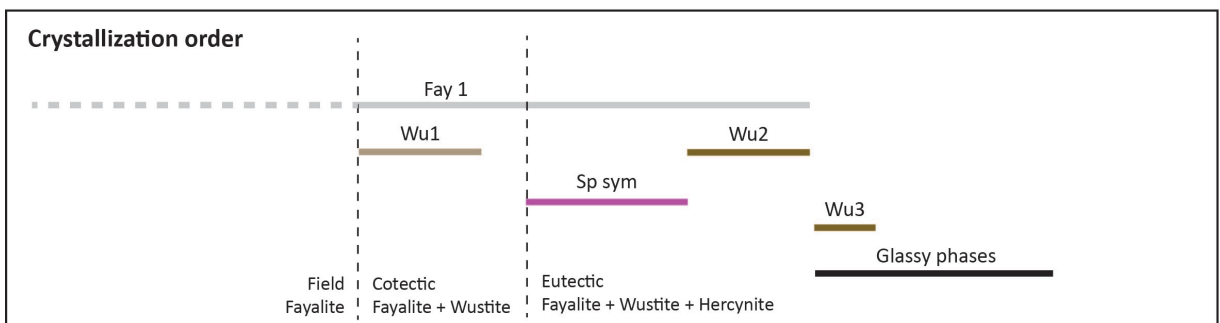 Crystallization order
Fay 1
Wu1
Wu2
Sp sym
Wu3
Glassy phases
Field
Fayalite
Cotectic
Fayalite + Wustite
Eutectic
Fayalite + Wustite + Hercynite